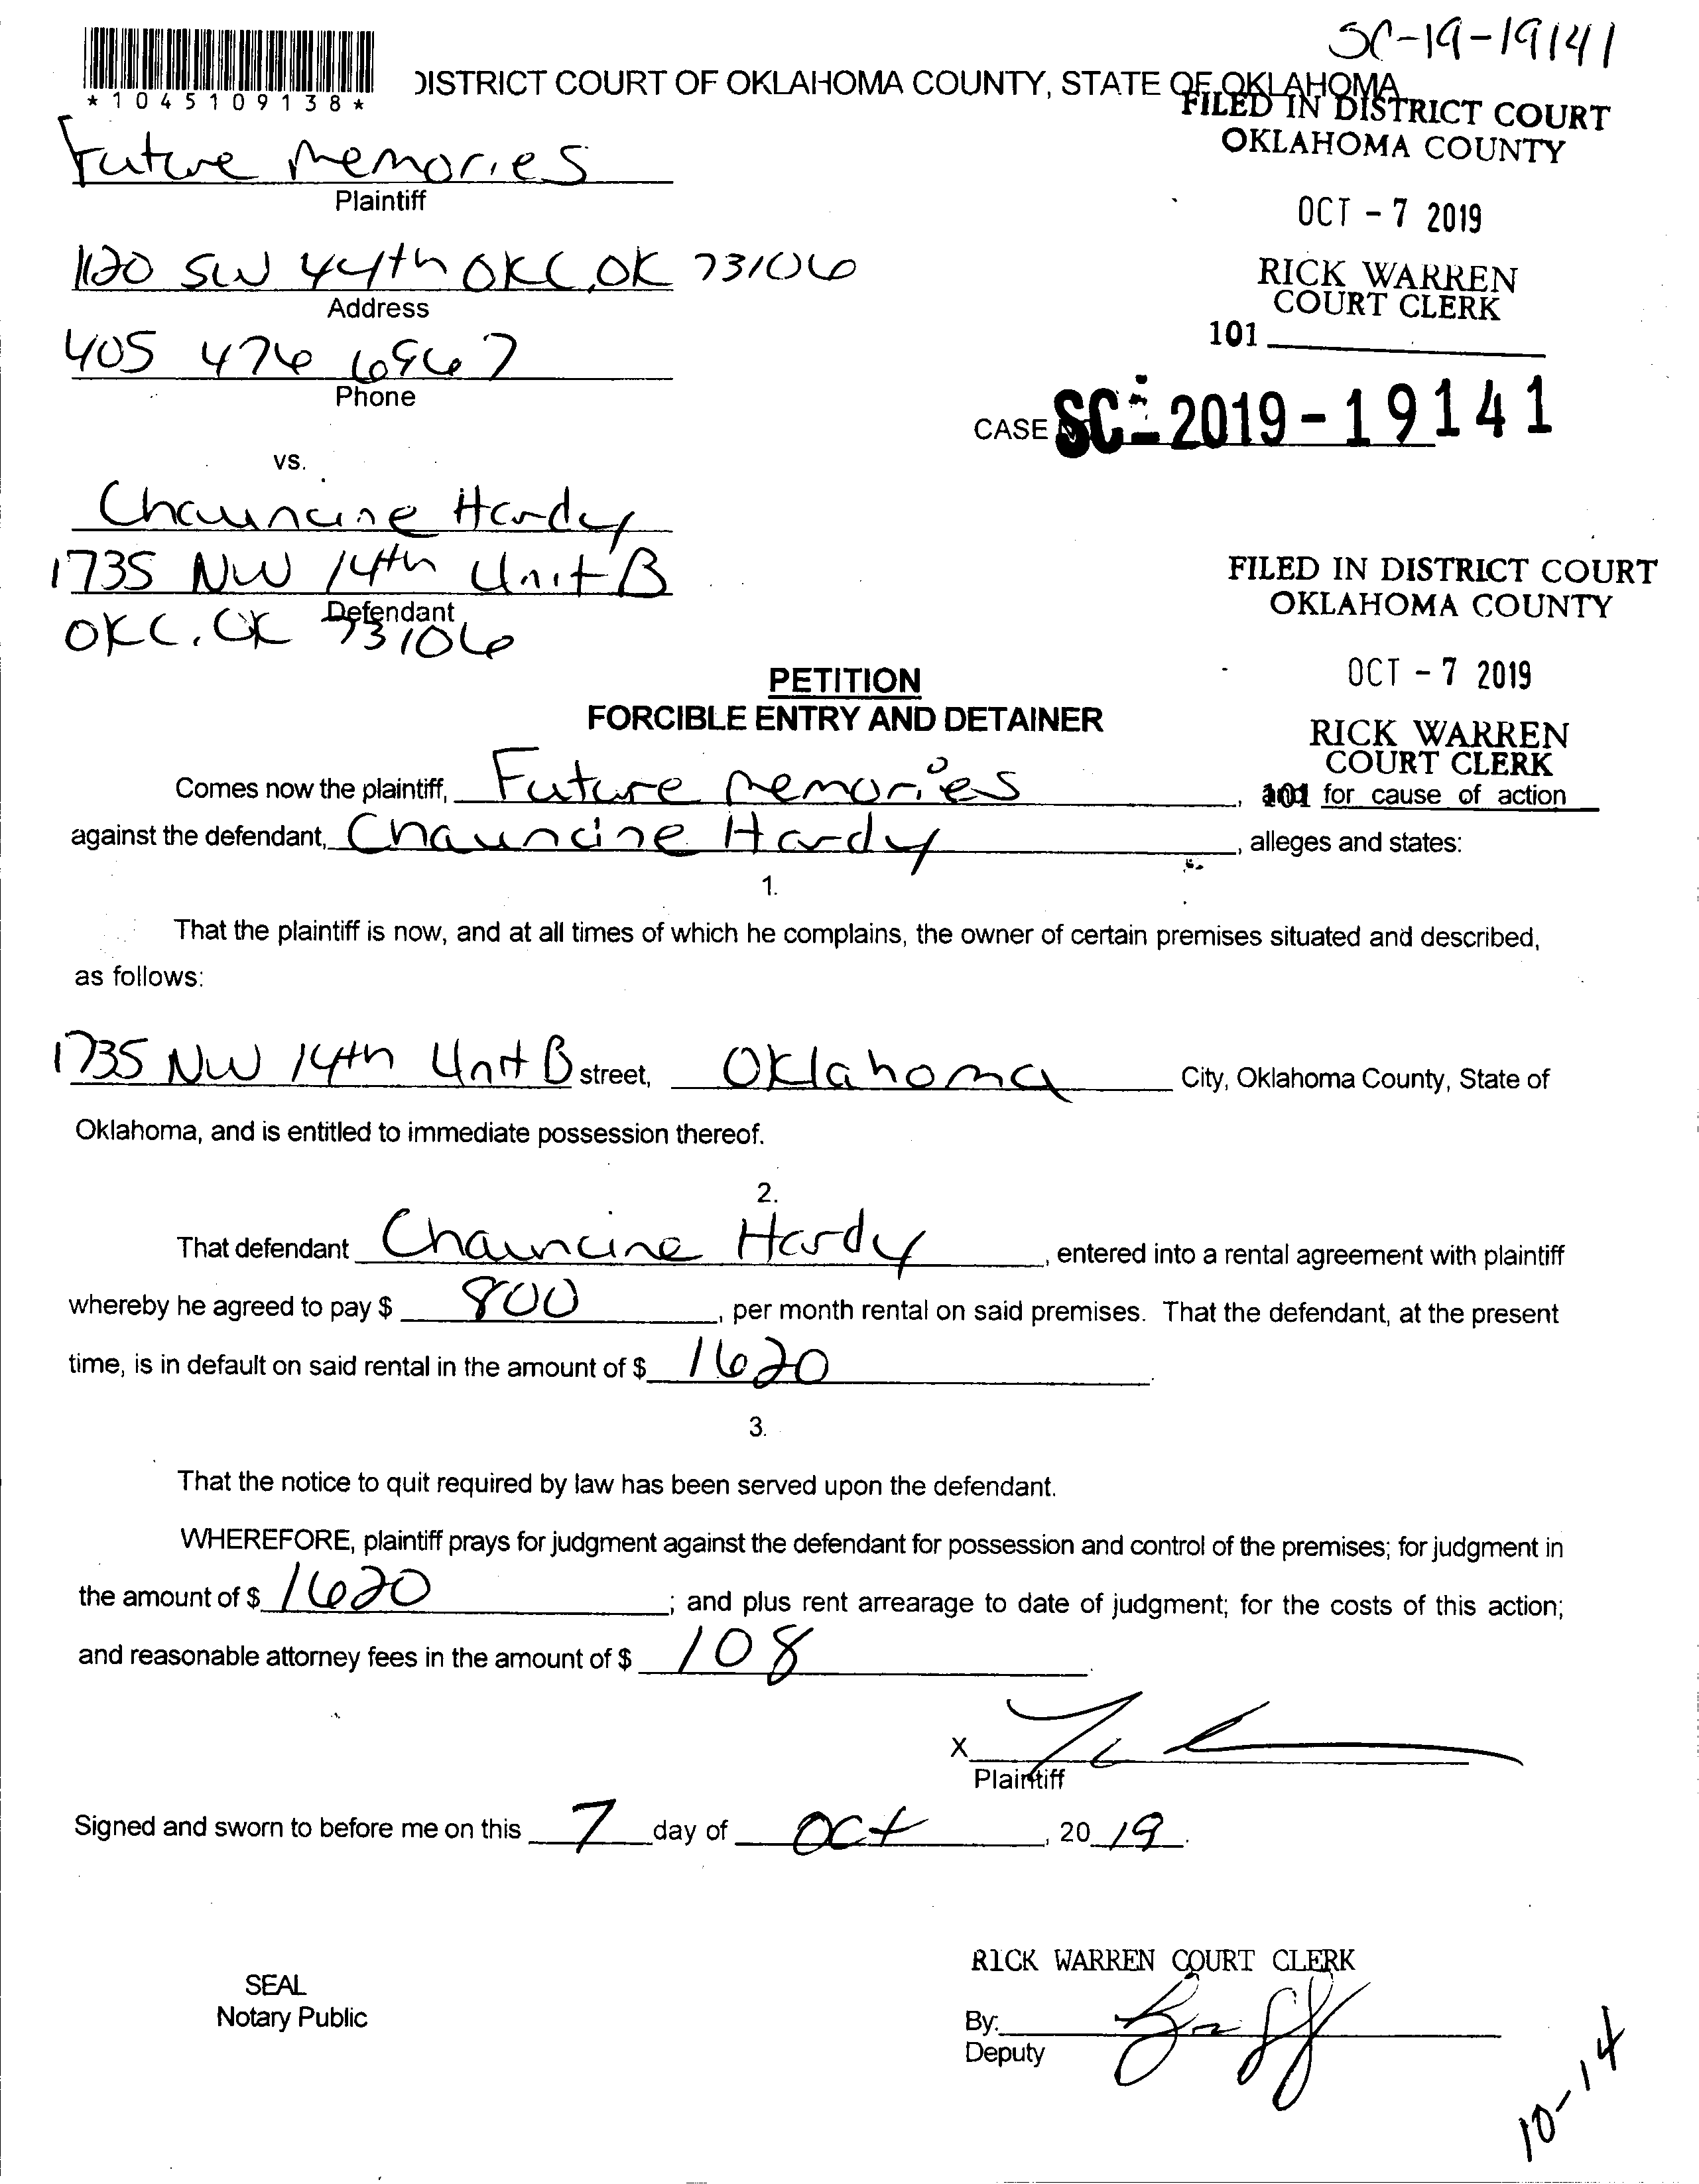 SC-19-19141
*1045109138*
DISTRICT COURT OF OKLAHOMA COUNTY, STATE OF OKLAHOMA
FILED IN DISTRICT COURT
OKLAHOMA COUNTY
Future Memories
Plaintiff
OCT - 7 2019
1120 SW 44th OKC, OK 73106
Address
RICK WARREN
COURT CLERK
101
405 476 6967
Phone
CASE SC-2019-19141
vs.
Chauncine Hardy
1735 NW 14th Unit B
Defendant
OKC, OK 73106
FILED IN DISTRICT COURT
OKLAHOMA COUNTY
OCT - 7 2019
PETITION
FORCIBLE ENTRY AND DETAINER
RICK WARREN
COURT CLERK
Comes now the plaintiff, Future Memories, 101 for cause of action
against the defendant, Chauncine Hardy, alleges and states:
1.
That the plaintiff is now, and at all times of which he complains, the owner of certain premises situated and described,
as follows:
1735 NW 14th Unit B street, Oklahoma City, Oklahoma County, State of
Oklahoma, and is entitled to immediate possession thereof.
2.
That defendant Chauncine Hardy, entered into a rental agreement with plaintiff
whereby he agreed to pay $ 800, per month rental on said premises. That the defendant, at the present
time, is in default on said rental in the amount of $ 1620.
3.
That the notice to quit required by law has been served upon the defendant.
WHEREFORE, plaintiff prays for judgment against the defendant for possession and control of the premises; for judgment in
the amount of $ 1620; and plus rent arrearage to date of judgment; for the costs of this action;
and reasonable attorney fees in the amount of $ 108.
X
Plaintiff
Signed and sworn to before me on this 7 day of Oct, 20 19.
RICK WARREN COURT CLERK
SEAL
Notary Public
By:
Deputy
10-14